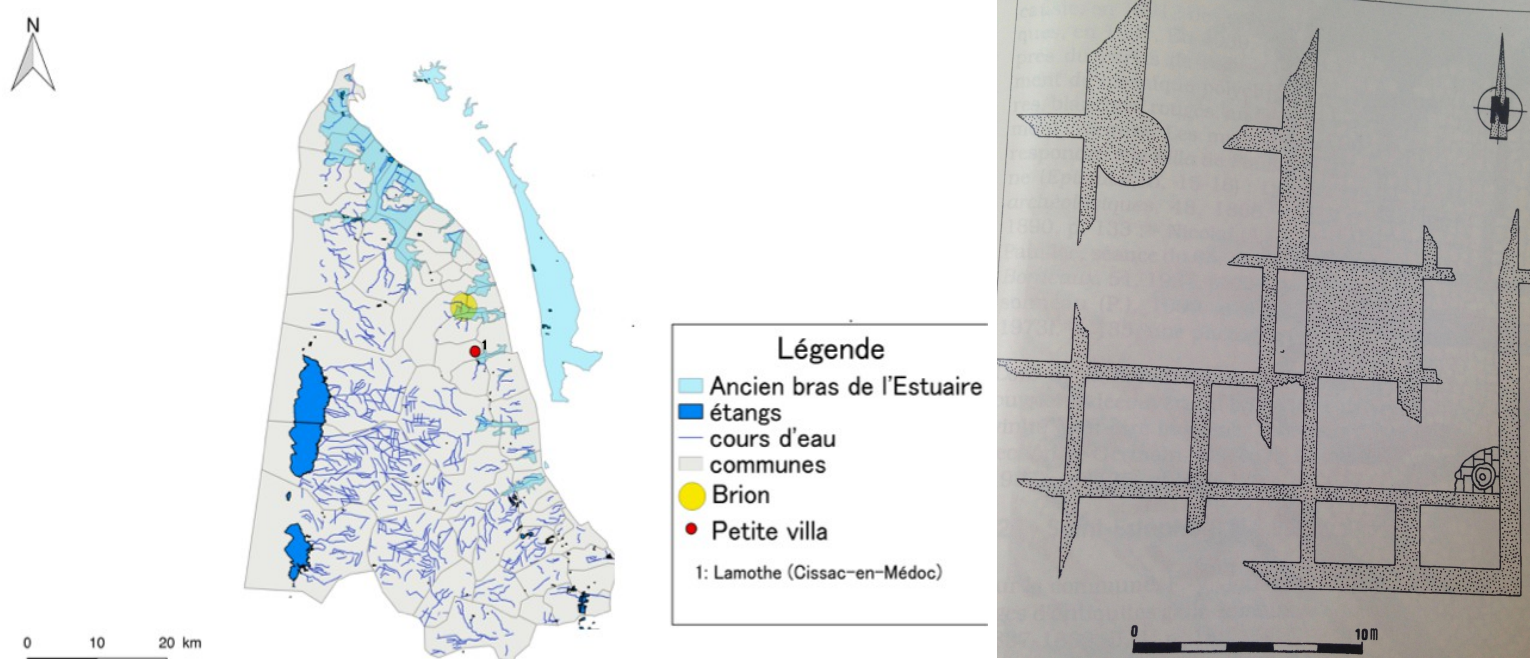 N
Légende
Ancien bras de l'Estuaire
étangs
cours d'eau
communes
Brion
Petite villa
1: Lamothe (Cissac-en-Médoc)
1
0 10 20 km
N
0 10m